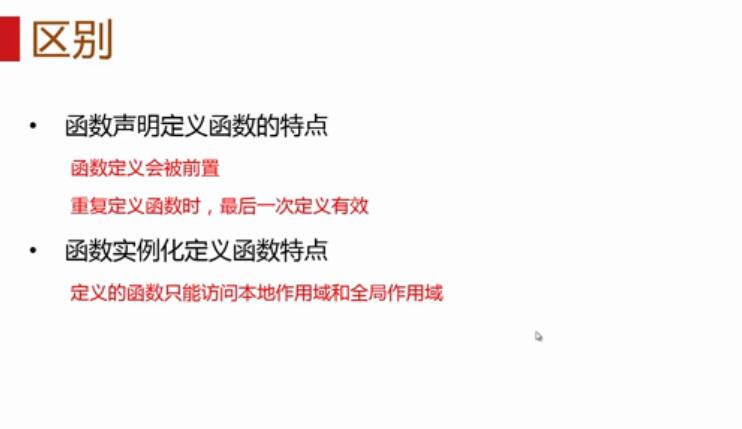 区别
• 函数声明定义函数的特点
函数定义会被前置
重复定义函数时，最后一次定义有效
• 函数实例化定义函数特点
定义的函数只能访问本地作用域和全局作用域